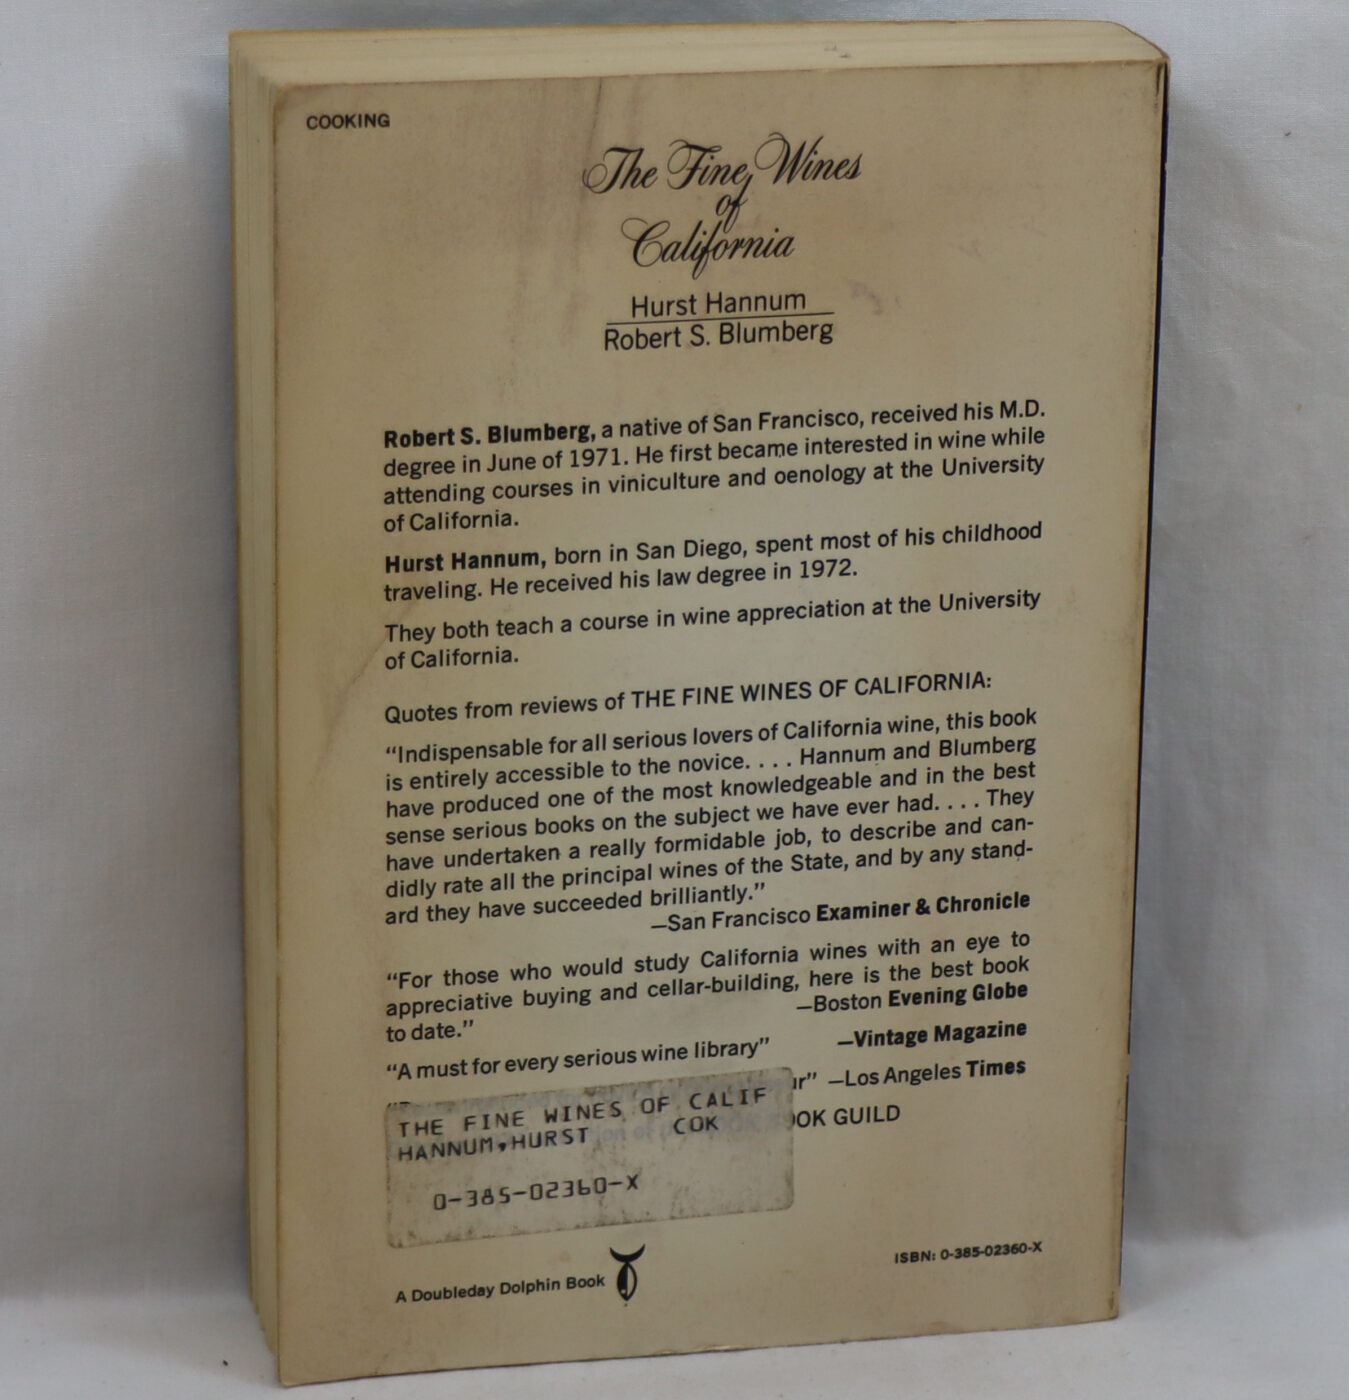 COOKING
The Fine Wines
of
California
Hurst Hannum
Robert S. Blumberg
Robert S. Blumberg, a native of San Francisco, received his M.D.
degree in June of 1971. He first became interested in wine while
attending courses in viniculture and oenology at the University
of California.
Hurst Hannum, born in San Diego, spent most of his childhood
traveling. He received his law degree in 1972.
They both teach a course in wine appreciation at the University
of California.
Quotes from reviews of THE FINE WINES OF CALIFORNIA:
“Indispensable for all serious lovers of California wine, this book
is entirely accessible to the novice. . . . Hannum and Blumberg
have produced one of the most knowledgeable and in the best
sense serious books on the subject we have ever had. . . . They
have undertaken a really formidable job, to describe and can-
didly rate all the principal wines of the State, and by any stand-
ard they have succeeded brilliantly.”
—San Francisco Examiner & Chronicle
“For those who would study California wines with an eye to
appreciative buying and cellar-building, here is the best book
to date.”
—Boston Evening Globe
“A must for every serious wine library” —Vintage Magazine
—Los Angeles Times
GUILD
THE FINE WINES OF CALIF
HANNUM,HURST COK
0-385-02360-X
A Doubleday Dolphin Book
ISBN: 0-385-02360-X